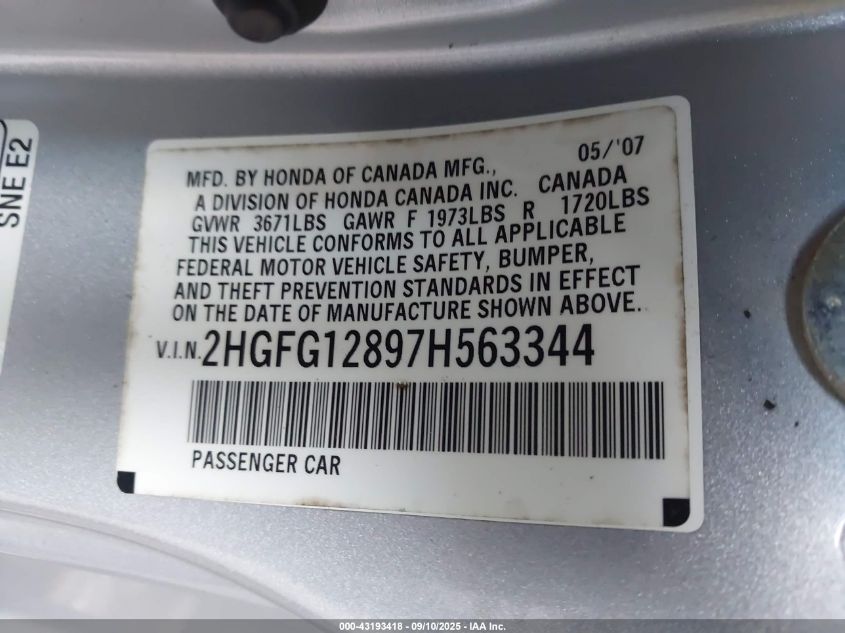 SNE E2
05/'07
MFD. BY HONDA OF CANADA MFG.,
A DIVISION OF HONDA CANADA INC. CANADA
GVWR 3671LBS GAWR F 1973LBS R 1720LBS
THIS VEHICLE CONFORMS TO ALL APPLICABLE
FEDERAL MOTOR VEHICLE SAFETY, BUMPER,
AND THEFT PREVENTION STANDARDS IN EFFECT
ON THE DATE OF MANUFACTURE SHOWN ABOVE.
V.I.N. 2HGFG12897H563344
PASSENGER CAR
000-43193418 - 09/10/2025 - IAA Inc.